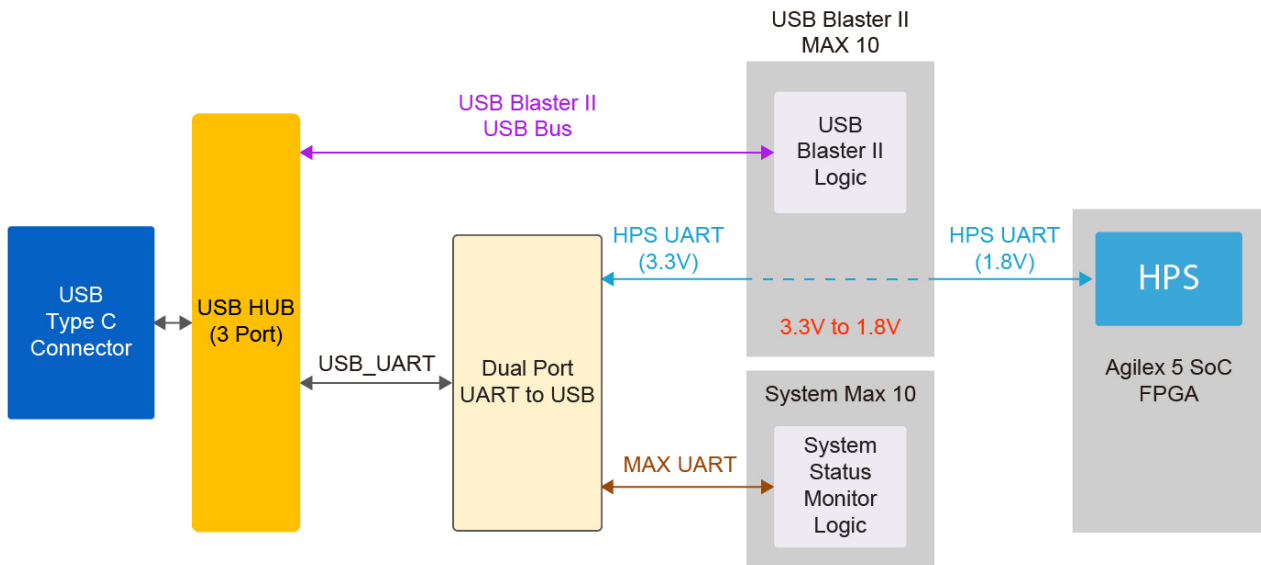 USB Blaster II
MAX 10
USB Blaster II
USB Bus
USB
Blaster II
Logic
HPS UART
(3.3V)
HPS UART
(1.8V)
HPS
USB
Type C
Connector
USB HUB
(3 Port)
3.3V to 1.8V
USB_UART
Dual Port
UART to USB
Agilex 5 SoC
FPGA
System Max 10
MAX UART
System
Status
Monitor
Logic